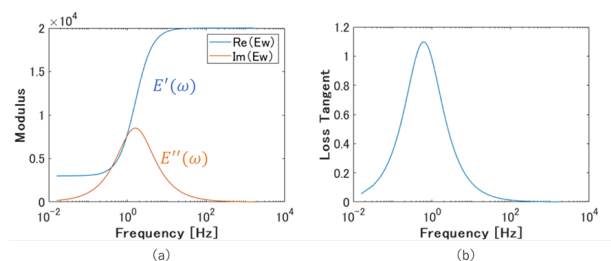 ×10⁴
2
1.5
1
0.5
0
Modulus
Re(Ew)
Im(Ew)
E′(ω)
E″(ω)
10⁻² 10⁰ 10² 10⁴
Frequency [Hz]
(a)
1.2
1
0.8
0.6
0.4
0.2
0
Loss Tangent
10⁻² 10⁰ 10² 10⁴
Frequency [Hz]
(b)